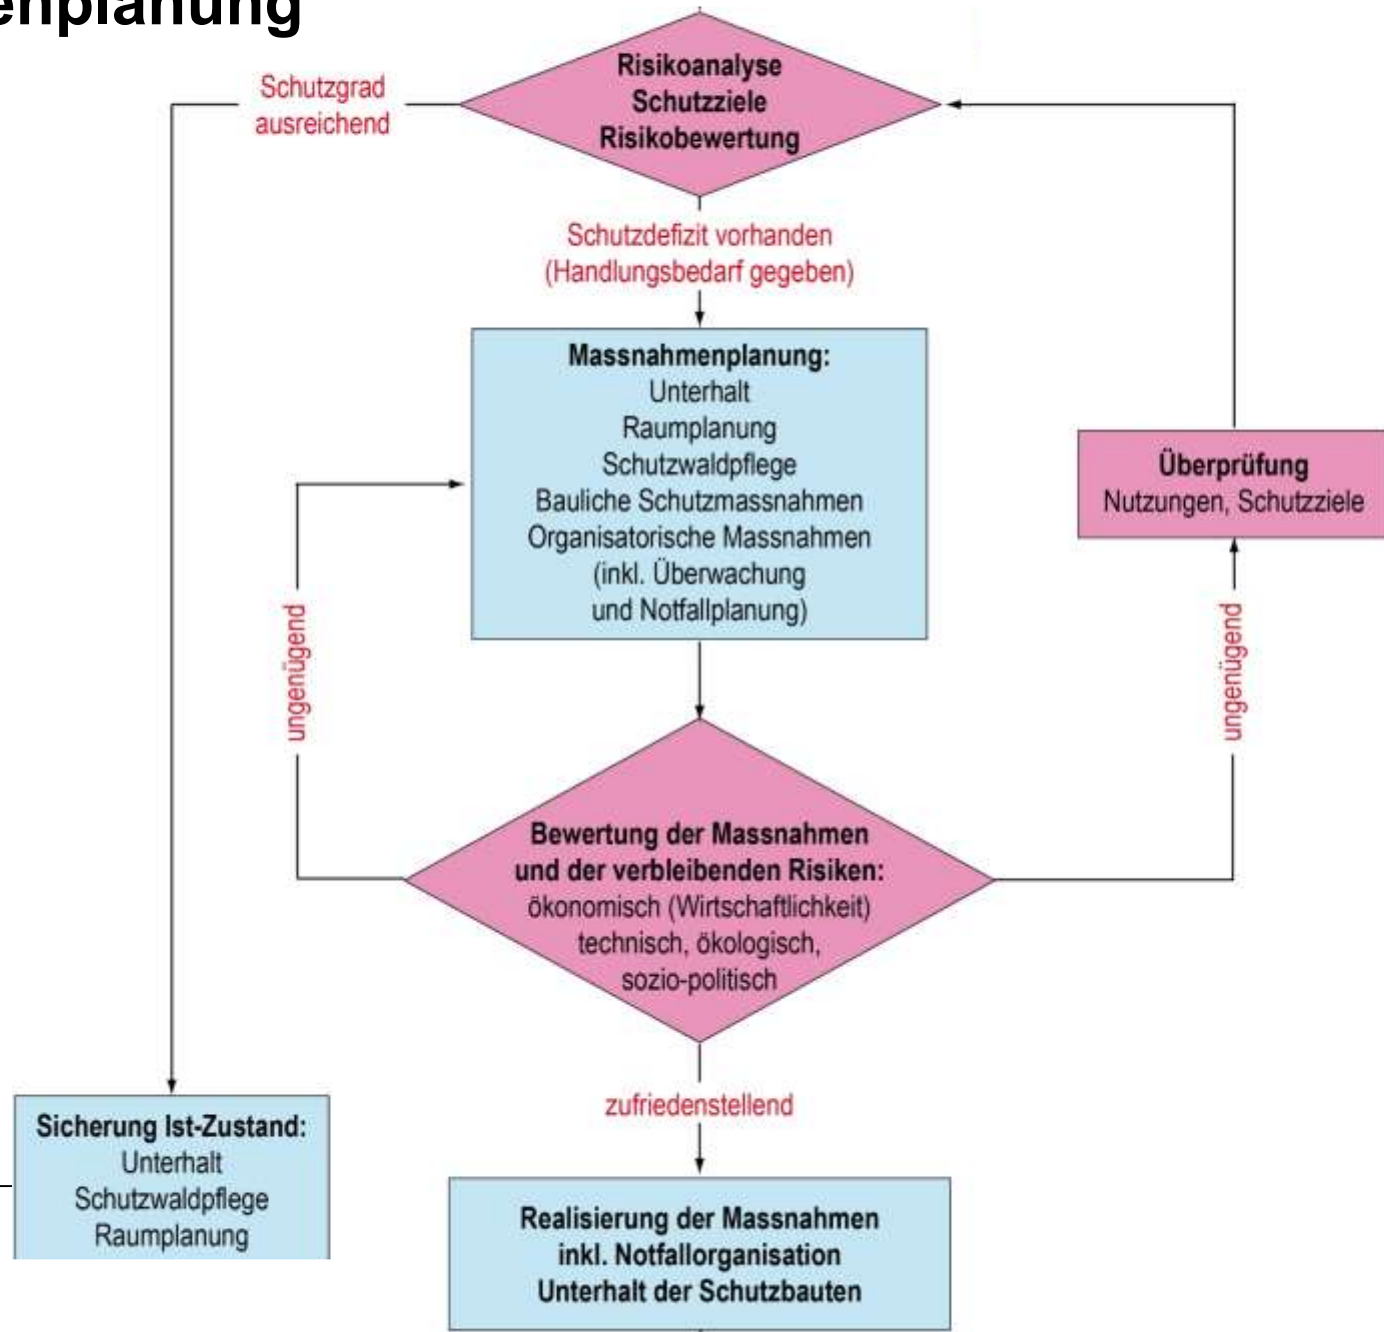 enplanung
Risikoanalyse
Schutzziele
Risikobewertung
Schutzgrad
ausreichend
Schutzdefizit vorhanden
(Handlungsbedarf gegeben)
Massnahmenplanung:
Unterhalt
Raumplanung
Schutzwaldpflege
Bauliche Schutzmassnahmen
Organisatorische Massnahmen
(inkl. Überwachung
und Notfallplanung)
Überprüfung
Nutzungen, Schutzziele
ungenügend
ungenügend
Bewertung der Massnahmen
und der verbleibenden Risiken:
ökonomisch (Wirtschaftlichkeit)
technisch, ökologisch,
sozio-politisch
zufriedenstellend
Sicherung Ist-Zustand:
Unterhalt
Schutzwaldpflege
Raumplanung
Realisierung der Massnahmen
inkl. Notfallorganisation
Unterhalt der Schutzbauten